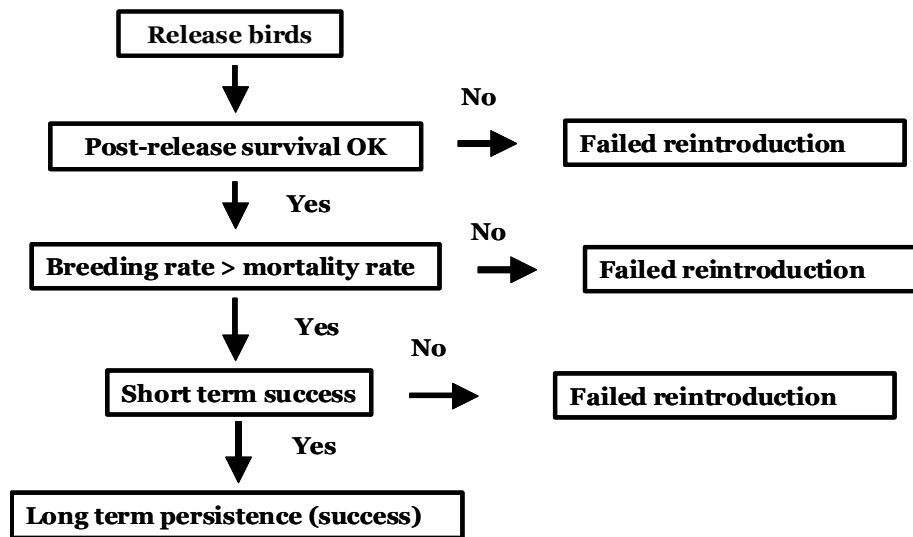 Release birds
No
Post-release survival OK
Failed reintroduction
Yes
No
Breeding rate > mortality rate
Failed reintroduction
Yes
No
Short term success
Failed reintroduction
Yes
Long term persistence (success)